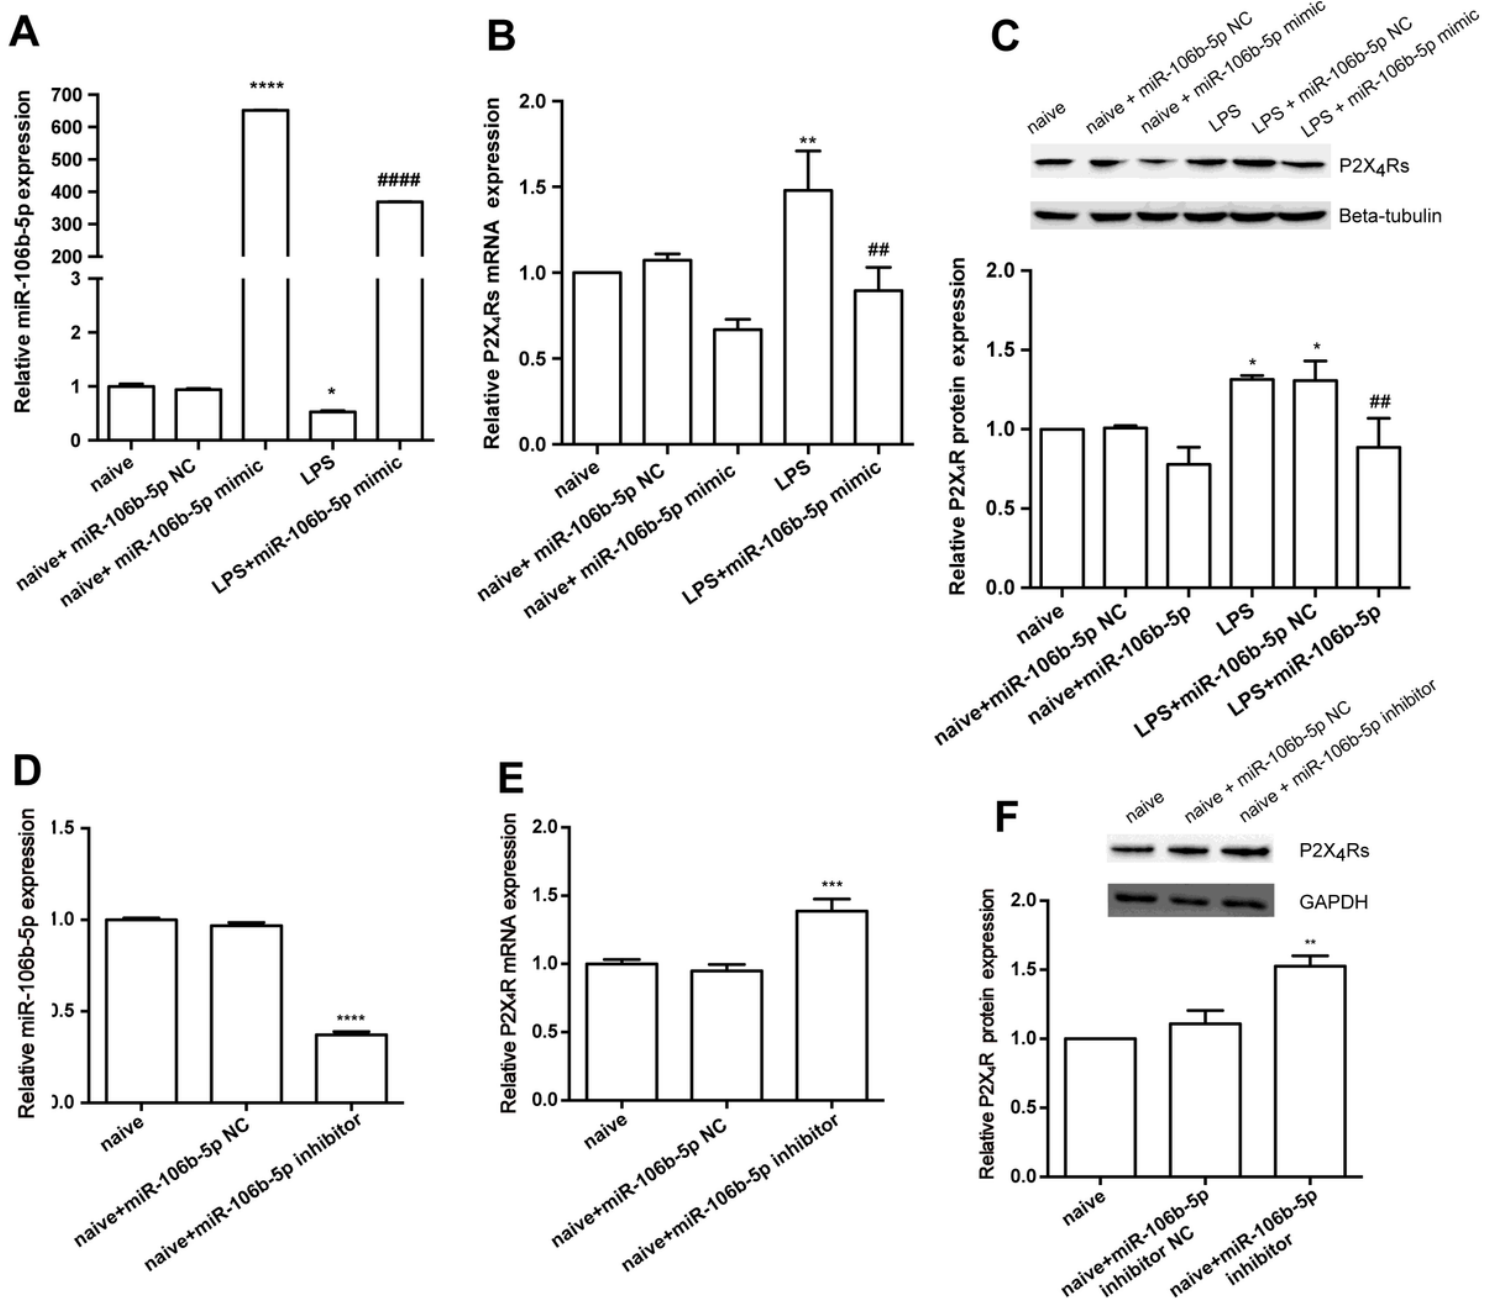 A
Relative miR-106b-5p expression
700
600
500
400
300
200
3
2
1
0
****
*
####
naive
naive+ miR-106b-5p NC
naive+ miR-106b-5p mimic
LPS
LPS+miR-106b-5p mimic
B
Relative P2X4Rs mRNA expression
2.0
1.5
1.0
0.5
0.0
**
##
naive
naive+ miR-106b-5p NC
naive+ miR-106b-5p mimic
LPS
LPS+miR-106b-5p mimic
C
naive
naive + miR-106b-5p NC
naive + miR-106b-5p mimic
LPS
LPS + miR-106b-5p NC
LPS + miR-106b-5p mimic
P2X4Rs
Beta-tubulin
Relative P2X4R protein expression
2.0
1.5
1.0
0.5
0.0
*
*
##
naive
naive+miR-106b-5p NC
naive+miR-106b-5p
LPS
LPS+miR-106b-5p NC
LPS+miR-106b-5p
D
Relative miR-106b-5p expression
1.5
1.0
0.5
0.0
****
naive
naive+miR-106b-5p NC
naive+miR-106b-5p inhibitor
E
Relative P2X4R mRNA expression
2.0
1.5
1.0
0.5
0.0
***
naive
naive+miR-106b-5p NC
naive+miR-106b-5p inhibitor
F
naive
naive + miR-106b-5p NC
naive + miR-106b-5p inhibitor
P2X4Rs
GAPDH
Relative P2X4R protein expression
2.0
1.5
1.0
0.5
0.0
**
naive
naive+miR-106b-5p
inhibitor NC
naive+miR-106b-5p
inhibitor